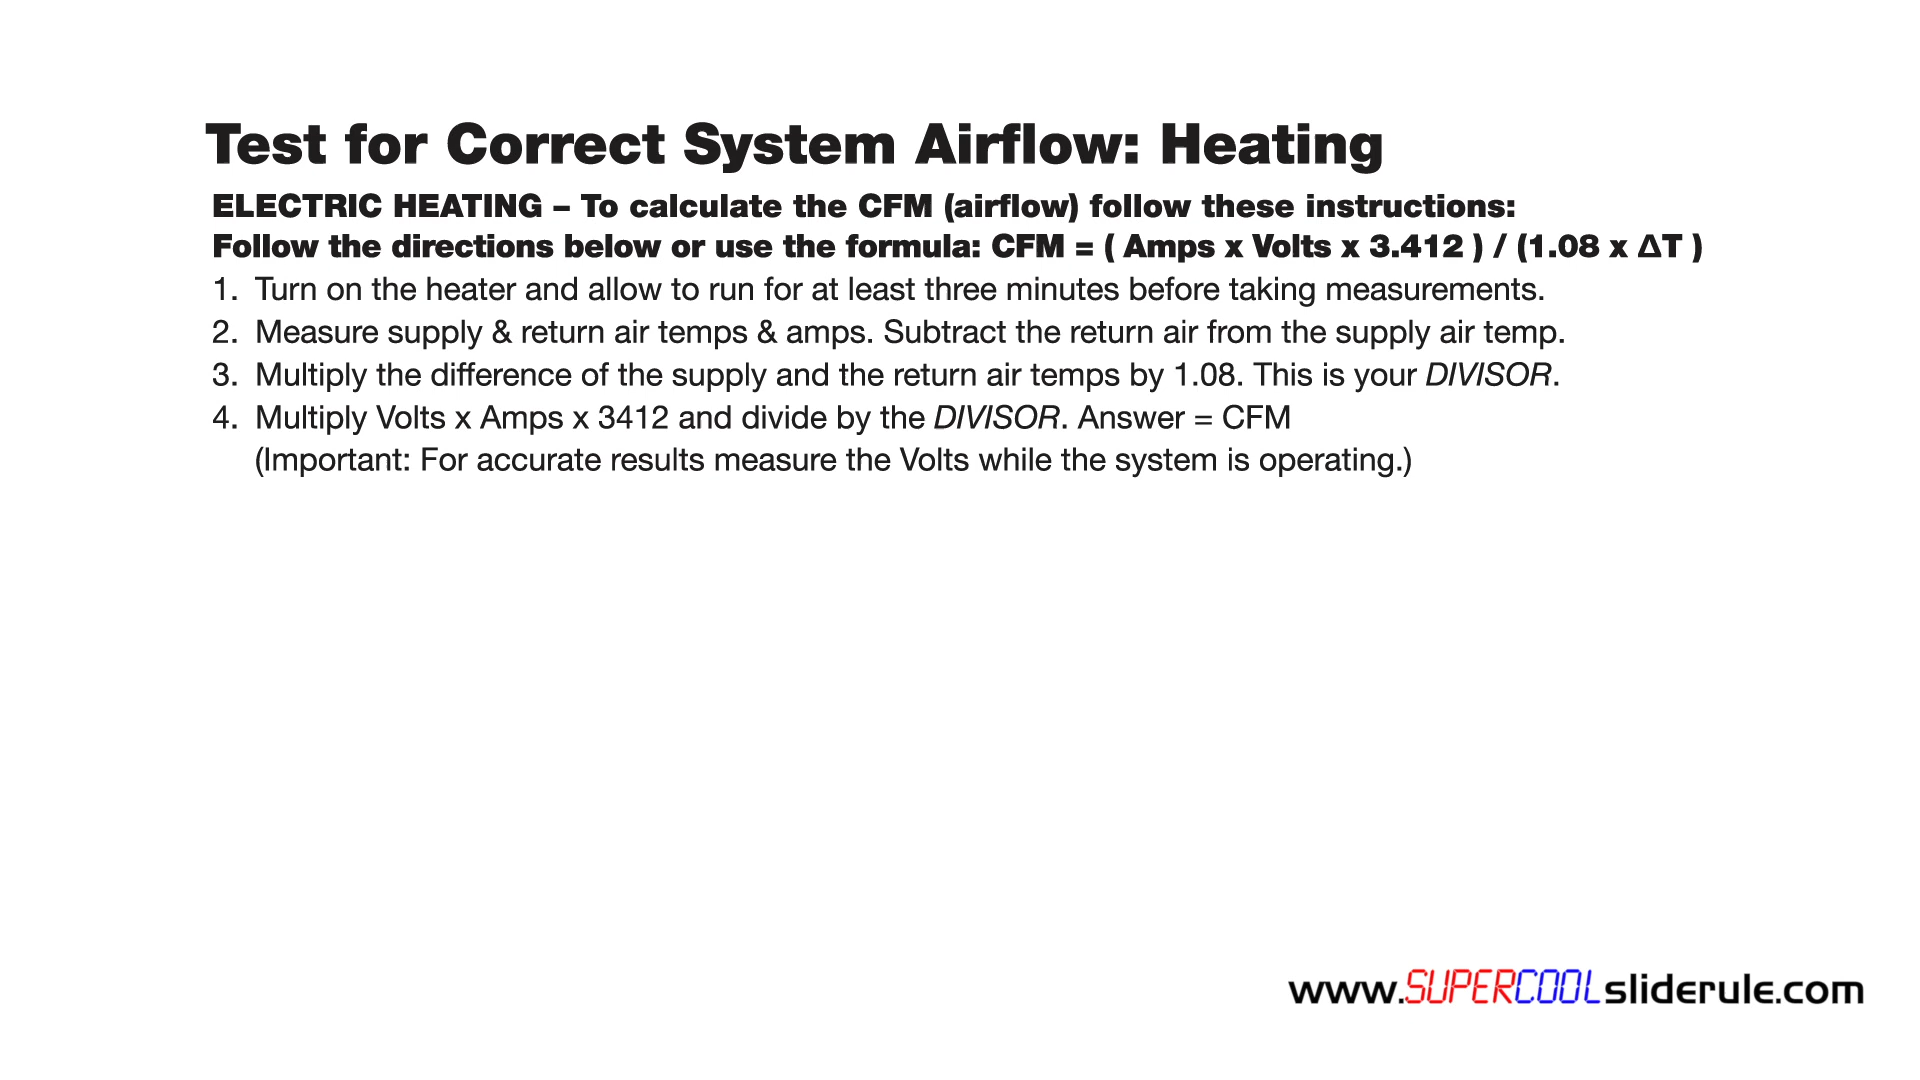 Test for Correct System Airflow: Heating
ELECTRIC HEATING – To calculate the CFM (airflow) follow these instructions:
Follow the directions below or use the formula: CFM = ( Amps x Volts x 3.412 ) / (1.08 x ΔT )
1. Turn on the heater and allow to run for at least three minutes before taking measurements.
2. Measure supply & return air temps & amps. Subtract the return air from the supply air temp.
3. Multiply the difference of the supply and the return air temps by 1.08. This is your DIVISOR.
4. Multiply Volts x Amps x 3412 and divide by the DIVISOR. Answer = CFM
(Important: For accurate results measure the Volts while the system is operating.)
www.SUPERCOOLsliderule.com